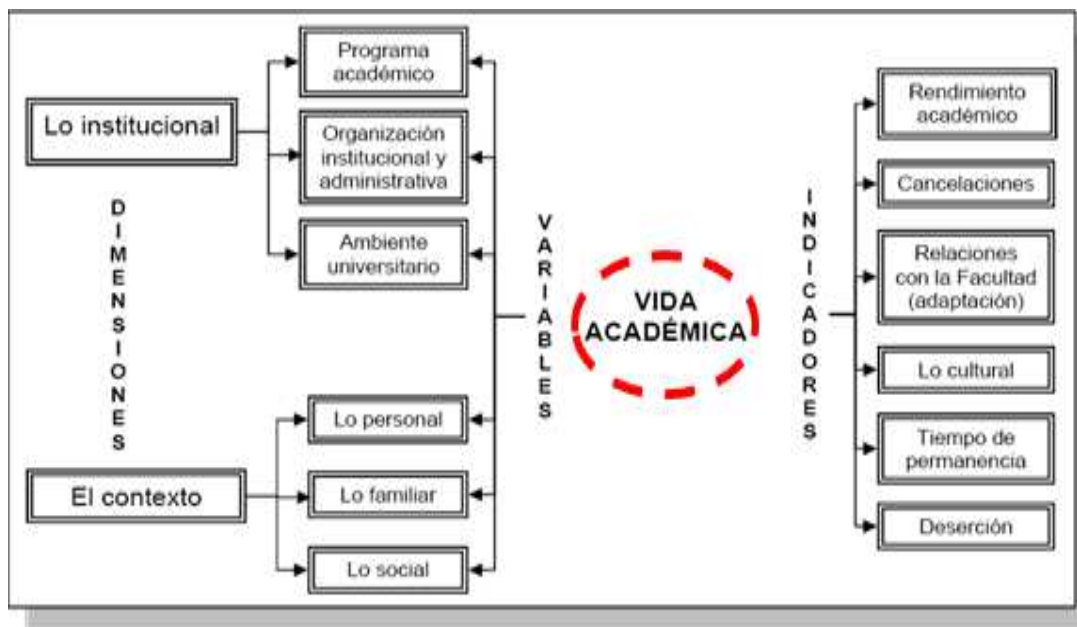 Lo institucional
DIMENSIONES
El contexto
Programa
académico
Organización
institucional y
administrativa
Ambiente
universitario
Lo personal
Lo familiar
Lo social
VARIABLES
VIDA
ACADÉMICA
INDICADORES
Rendimiento
académico
Cancelaciones
Relaciones
con la Facultad
(adaptación)
Lo cultural
Tiempo de
permanencia
Deserción